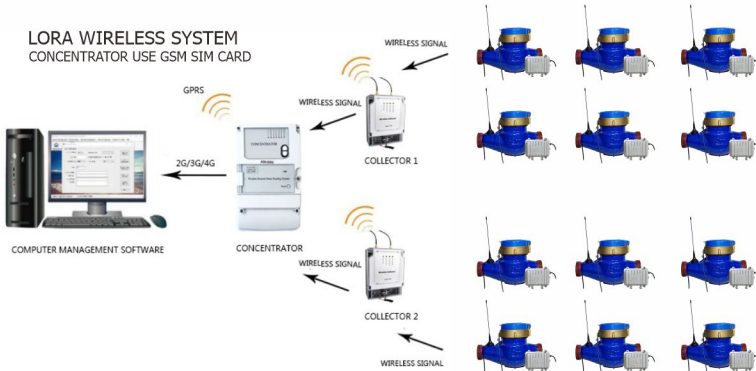 LORA WIRELESS SYSTEM
CONCENTRATOR USE GSM SIM CARD
WIRELESS SIGNAL
GPRS
WIRELESS SIGNAL
CONCENTRATOR
COLLECTOR 1
2G/3G/4G
COMPUTER MANAGEMENT SOFTWARE
CONCENTRATOR
WIRELESS SIGNAL
COLLECTOR 2
WIRELESS SIGNAL